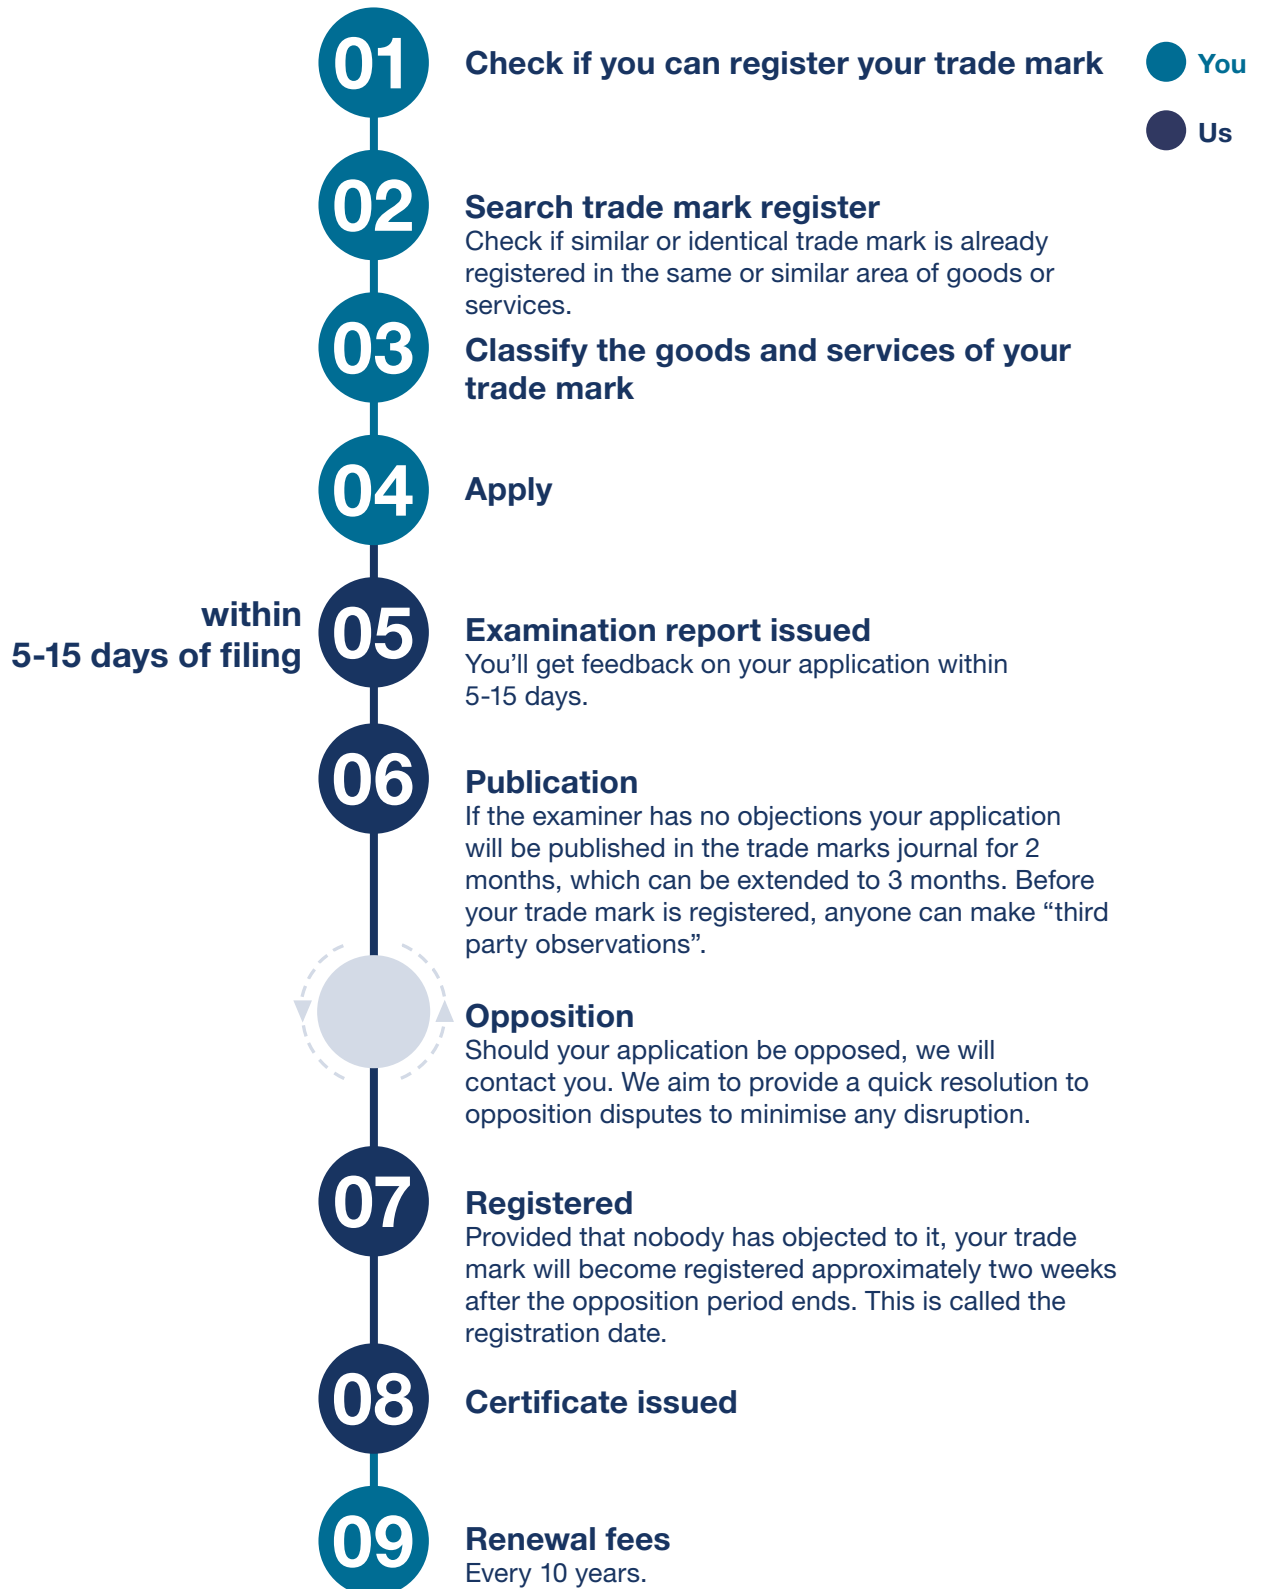 01
Check if you can register your trade mark
You
Us
02
Search trade mark register
Check if similar or identical trade mark is already
registered in the same or similar area of goods or
services.
03
Classify the goods and services of your
trade mark
04
Apply
within
5-15 days of filing
05
Examination report issued
You’ll get feedback on your application within
5-15 days.
06
Publication
If the examiner has no objections your application
will be published in the trade marks journal for 2
months, which can be extended to 3 months. Before
your trade mark is registered, anyone can make “third
party observations”.
Opposition
Should your application be opposed, we will
contact you. We aim to provide a quick resolution to
opposition disputes to minimise any disruption.
07
Registered
Provided that nobody has objected to it, your trade
mark will become registered approximately two weeks
after the opposition period ends. This is called the
registration date.
08
Certificate issued
09
Renewal fees
Every 10 years.